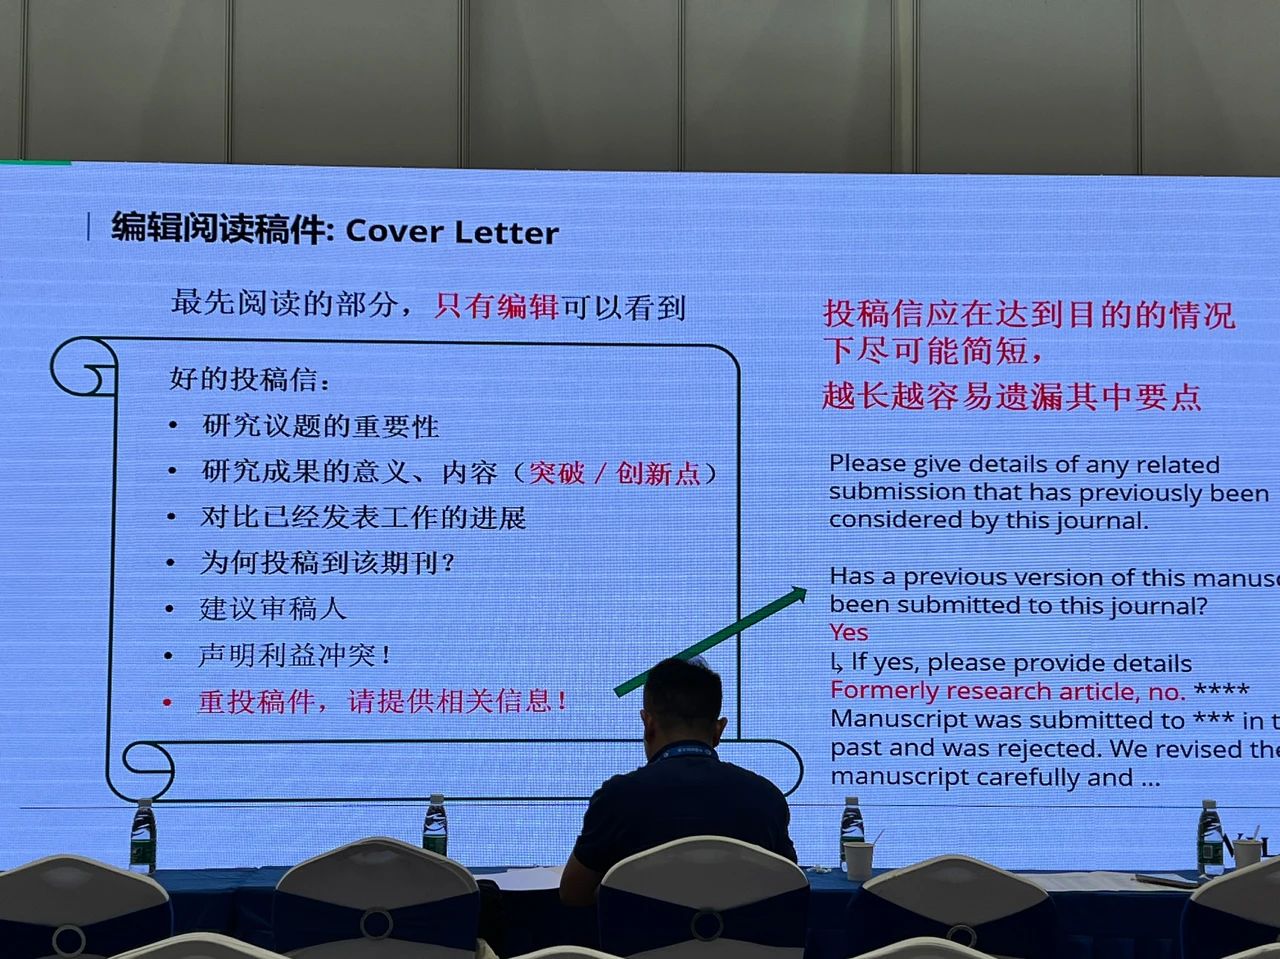 编辑阅读稿件: Cover Letter
最先阅读的部分，只有编辑可以看到
好的投稿信：
• 研究议题的重要性
• 研究成果的意义、内容（突破／创新点）
• 对比已经发表工作的进展
• 为何投稿到该期刊？
• 建议审稿人
• 声明利益冲突！
• 重投稿件，请提供相关信息！
投稿信应在达到目的的情况
下尽可能简短，
越长越容易遗漏其中要点
Please give details of any related
submission that has previously been
considered by this journal.
Has a previous version of this manusc
been submitted to this journal?
Yes
↳ If yes, please provide details
Formerly research article, no. ****
Manuscript was submitted to *** in t
past and was rejected. We revised the
manuscript carefully and ...